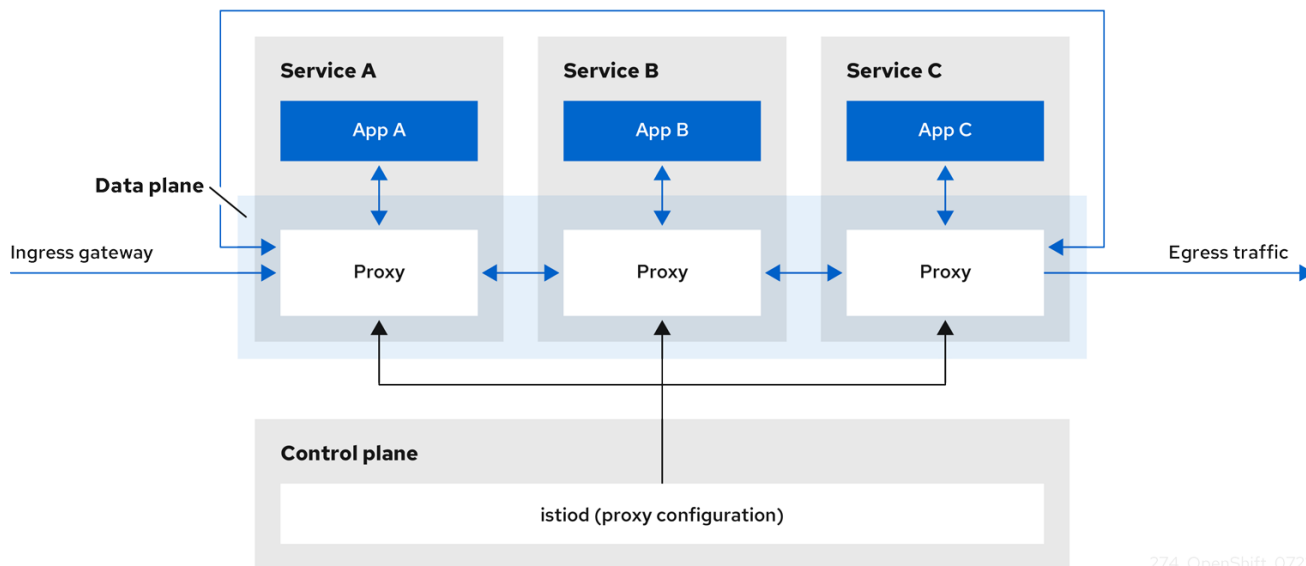 Service A
Service B
Service C
App A
App B
App C
Data plane
Ingress gateway
Egress traffic
Proxy
Proxy
Proxy
Control plane
istiod (proxy configuration)
274_OpenShift_072